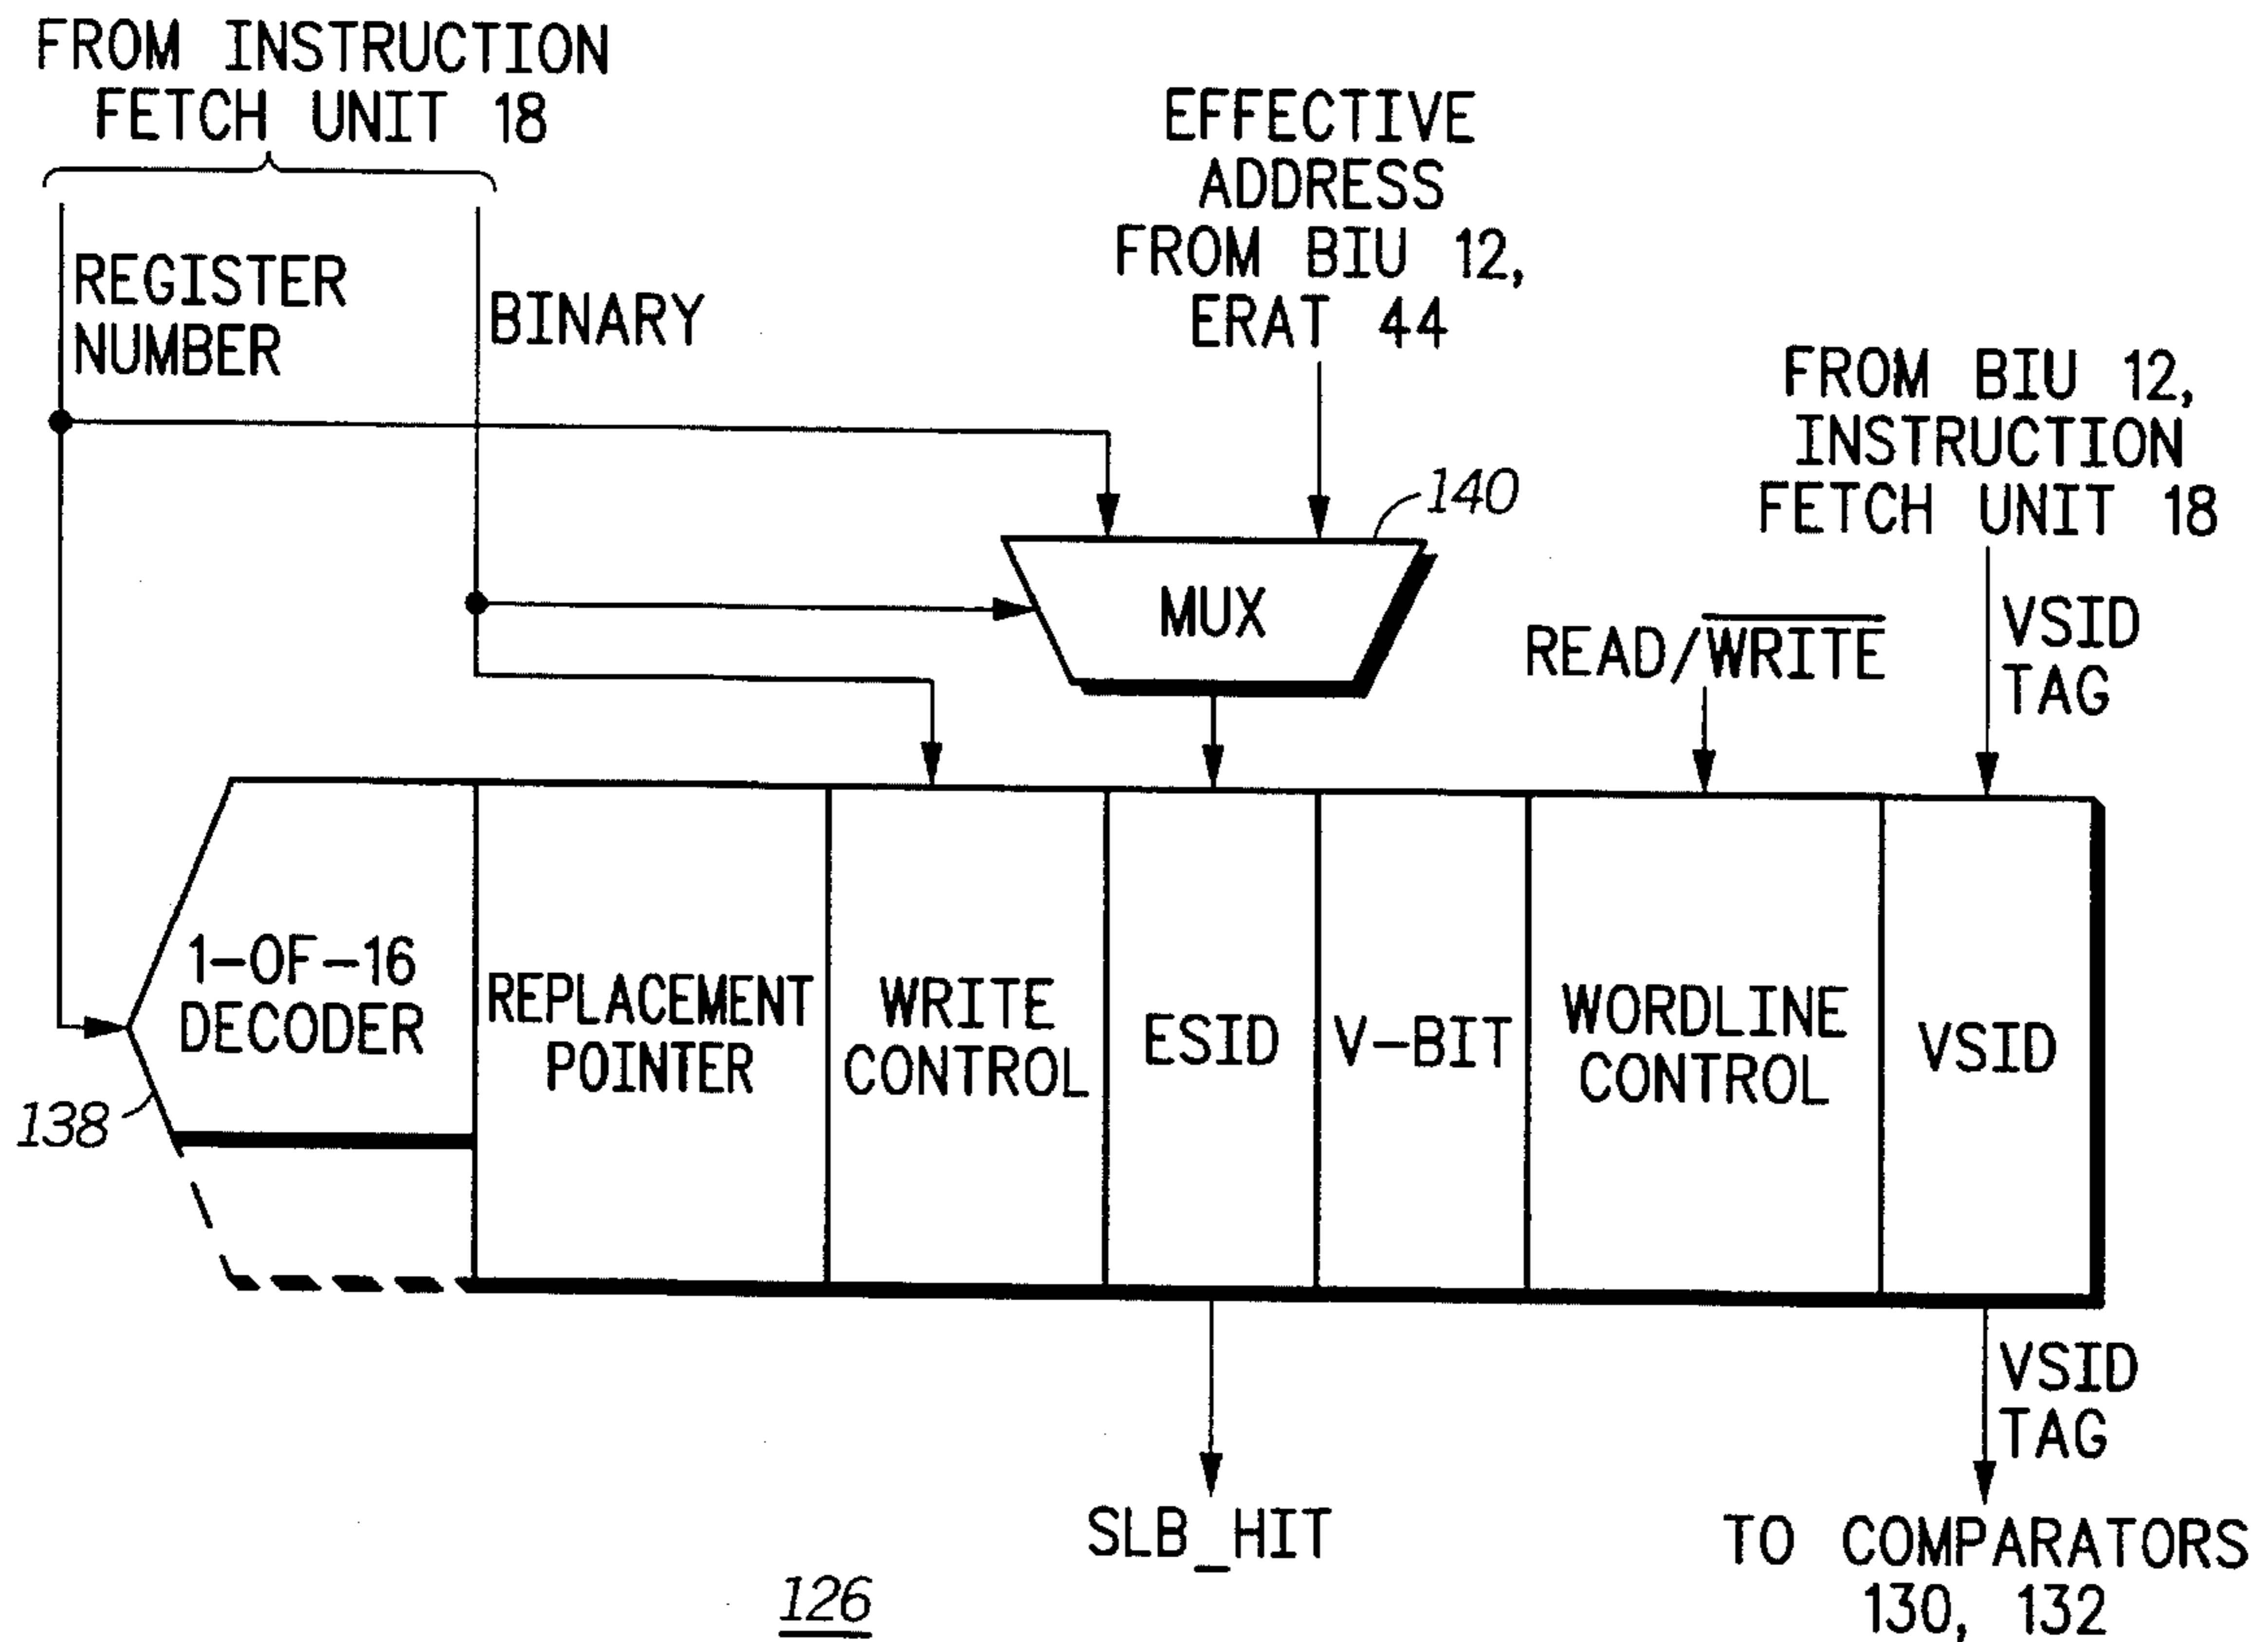 FROM INSTRUCTION
FETCH UNIT 18
REGISTER
NUMBER
BINARY
EFFECTIVE
ADDRESS
FROM BIU 12,
ERAT 44
FROM BIU 12,
INSTRUCTION
FETCH UNIT 18
140
MUX
READ/WRITE
VSID
TAG
1-OF-16
DECODER
138
REPLACEMENT
POINTER
WRITE
CONTROL
ESID
V-BIT
WORDLINE
CONTROL
VSID
SLB_HIT
VSID
TAG
TO COMPARATORS
130, 132
126